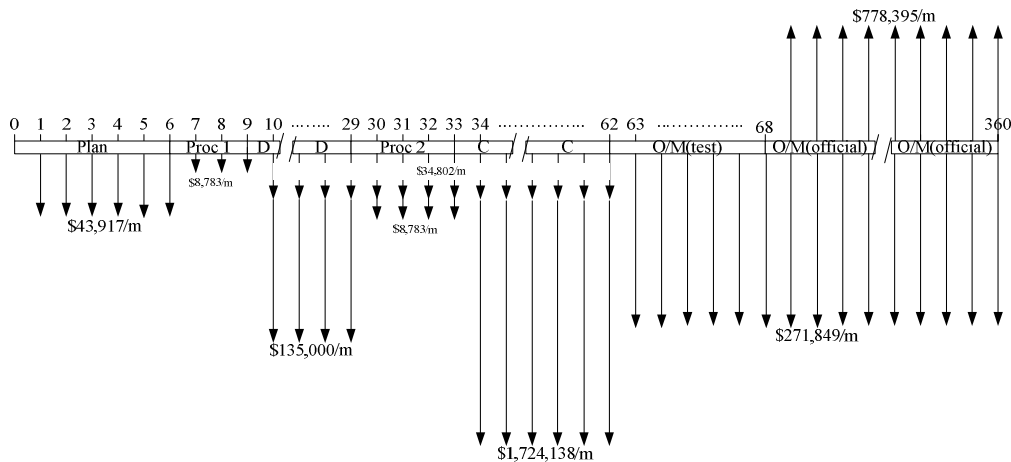 $778,395/m
0 1 2 3 4 5 6 7 8 9 10 ........ 29 30 31 32 33 34 .................. 62 63 ............... 68 360
Plan Proc 1 D D Proc 2 C C O/M(test) O/M(official) O/M(official)
$34,802/m
$8,783/m
$43,917/m
$8,783/m
$271,849/m
$135,000/m
$1,724,138/m